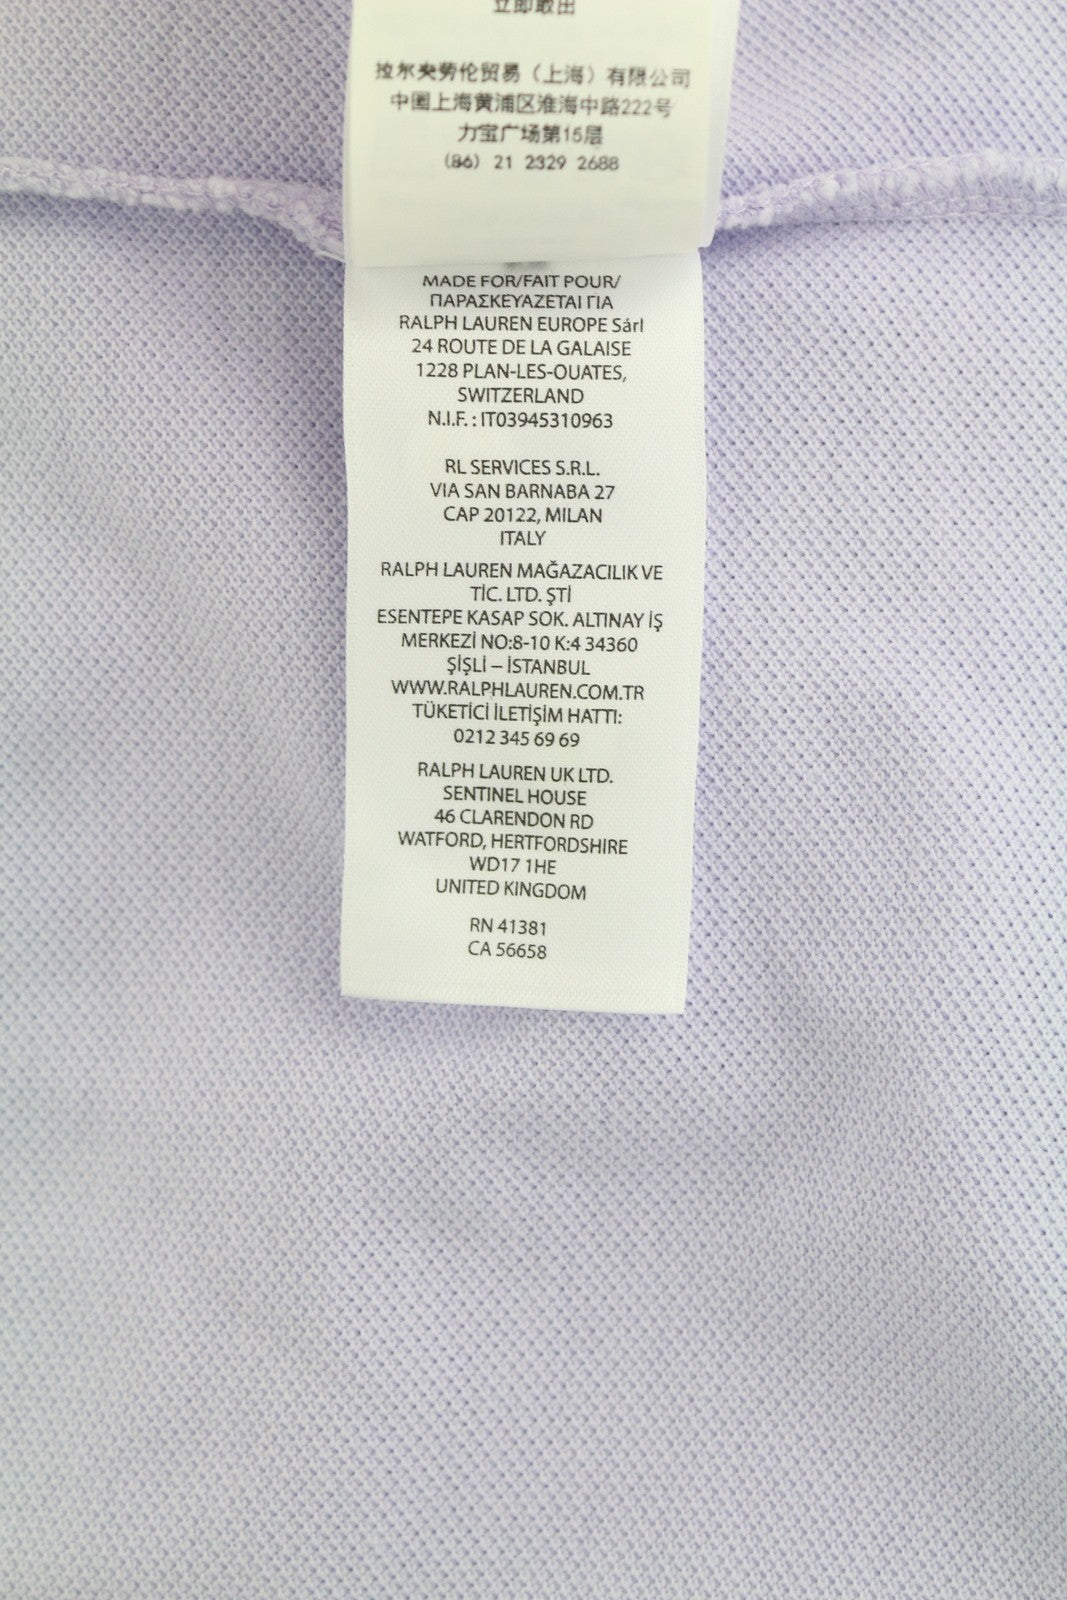 立即取出
拉尔夫劳伦贸易（上海）有限公司
中国上海黄浦区淮海中路222号
力宝广场第15层
(86) 21 2329 2688
MADE FOR/FAIT POUR/
ΠΑΡΑΣΚΕΥΑΖΕΤΑΙ ΓΙΑ
RALPH LAUREN EUROPE Sárl
24 ROUTE DE LA GALAISE
1228 PLAN-LES-OUATES,
SWITZERLAND
N.I.F. : IT03945310963
RL SERVICES S.R.L.
VIA SAN BARNABA 27
CAP 20122, MILAN
ITALY
RALPH LAUREN MAĞAZACILIK VE
TİC. LTD. ŞTİ
ESENTEPE KASAP SOK. ALTINAY İŞ
MERKEZİ NO:8-10 K:4 34360
ŞİŞLİ – İSTANBUL
WWW.RALPHLAUREN.COM.TR
TÜKETİCİ İLETİŞİM HATTI:
0212 345 69 69
RALPH LAUREN UK LTD.
SENTINEL HOUSE
46 CLARENDON RD
WATFORD, HERTFORDSHIRE
WD17 1HE
UNITED KINGDOM
RN 41381
CA 56658